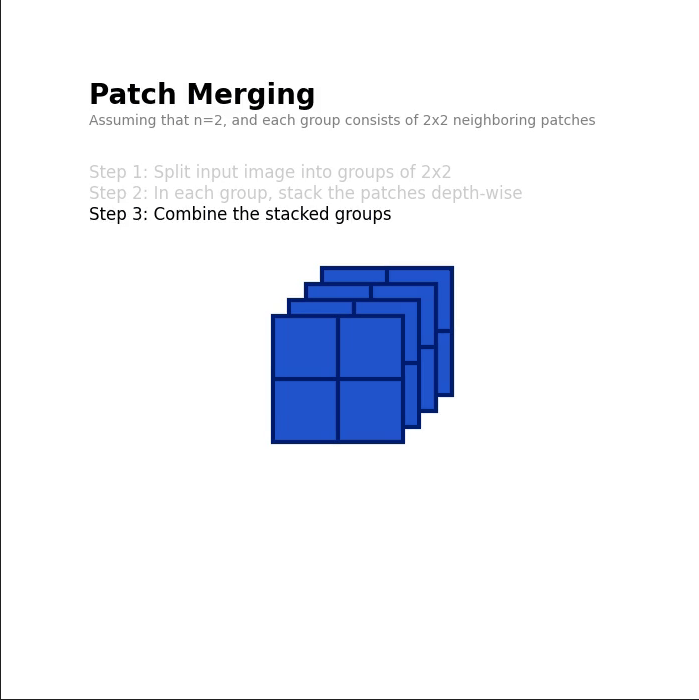 Patch Merging
Assuming that n=2, and each group consists of 2x2 neighboring patches
Step 1: Split input image into groups of 2x2
Step 2: In each group, stack the patches depth-wise
Step 3: Combine the stacked groups